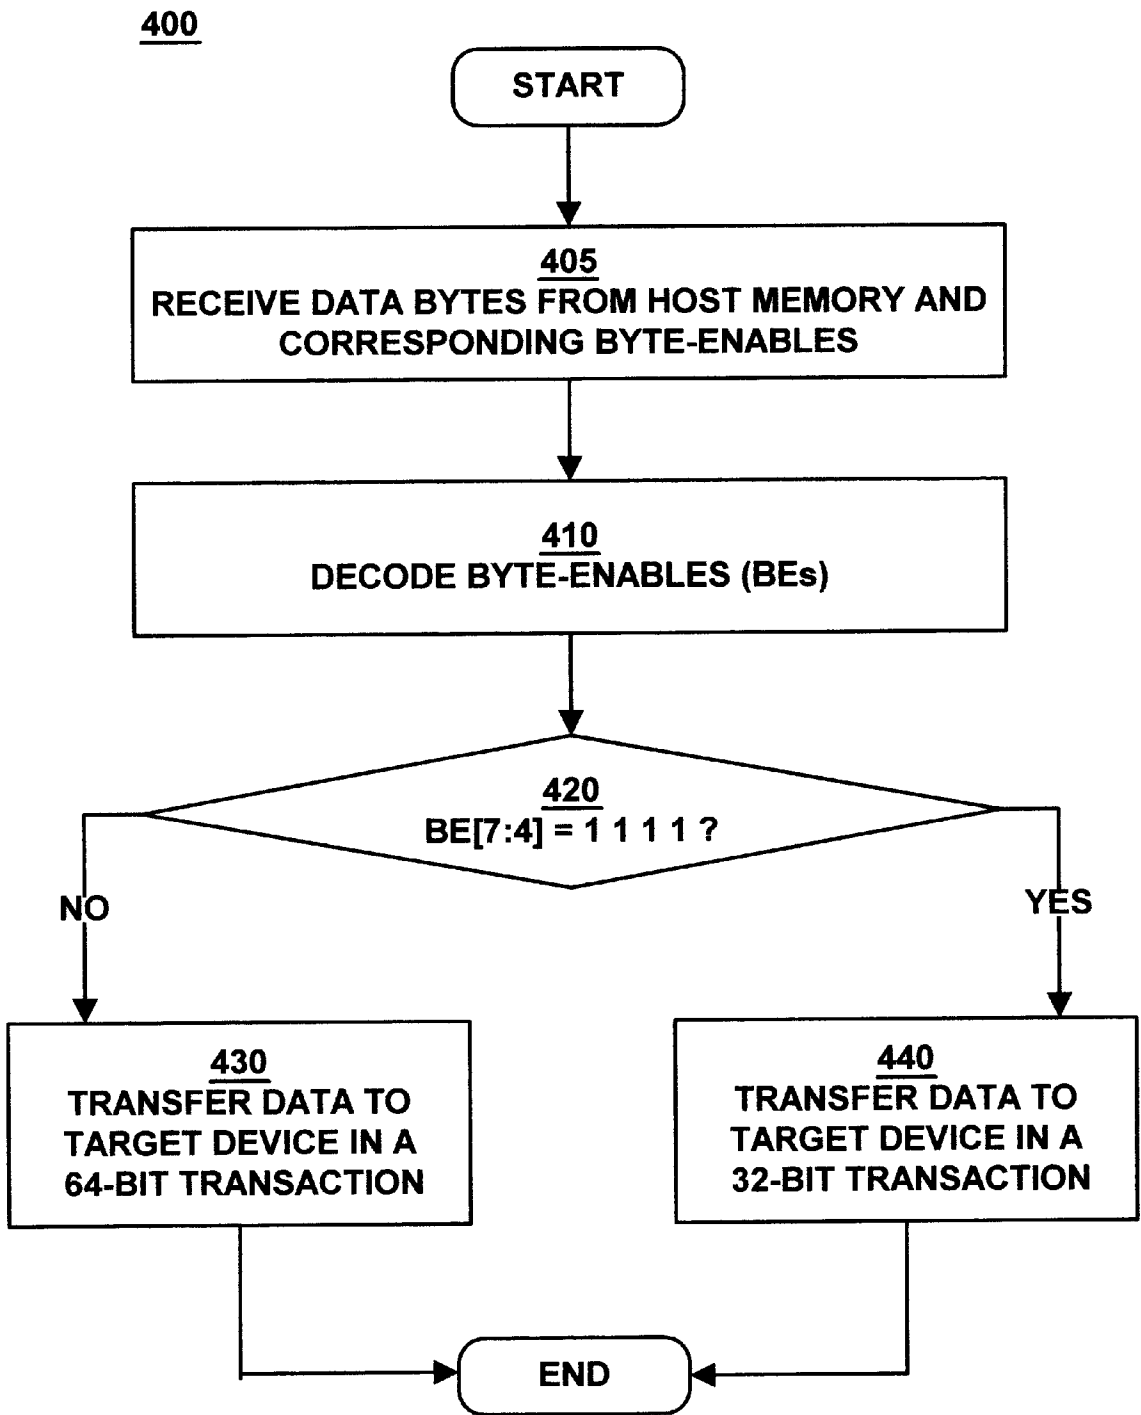 400
START
405
RECEIVE DATA BYTES FROM HOST MEMORY AND
CORRESPONDING BYTE-ENABLES
410
DECODE BYTE-ENABLES (BEs)
420
BE[7:4] = 1 1 1 1 ?
NO
YES
430
TRANSFER DATA TO
TARGET DEVICE IN A
64-BIT TRANSACTION
440
TRANSFER DATA TO
TARGET DEVICE IN A
32-BIT TRANSACTION
END